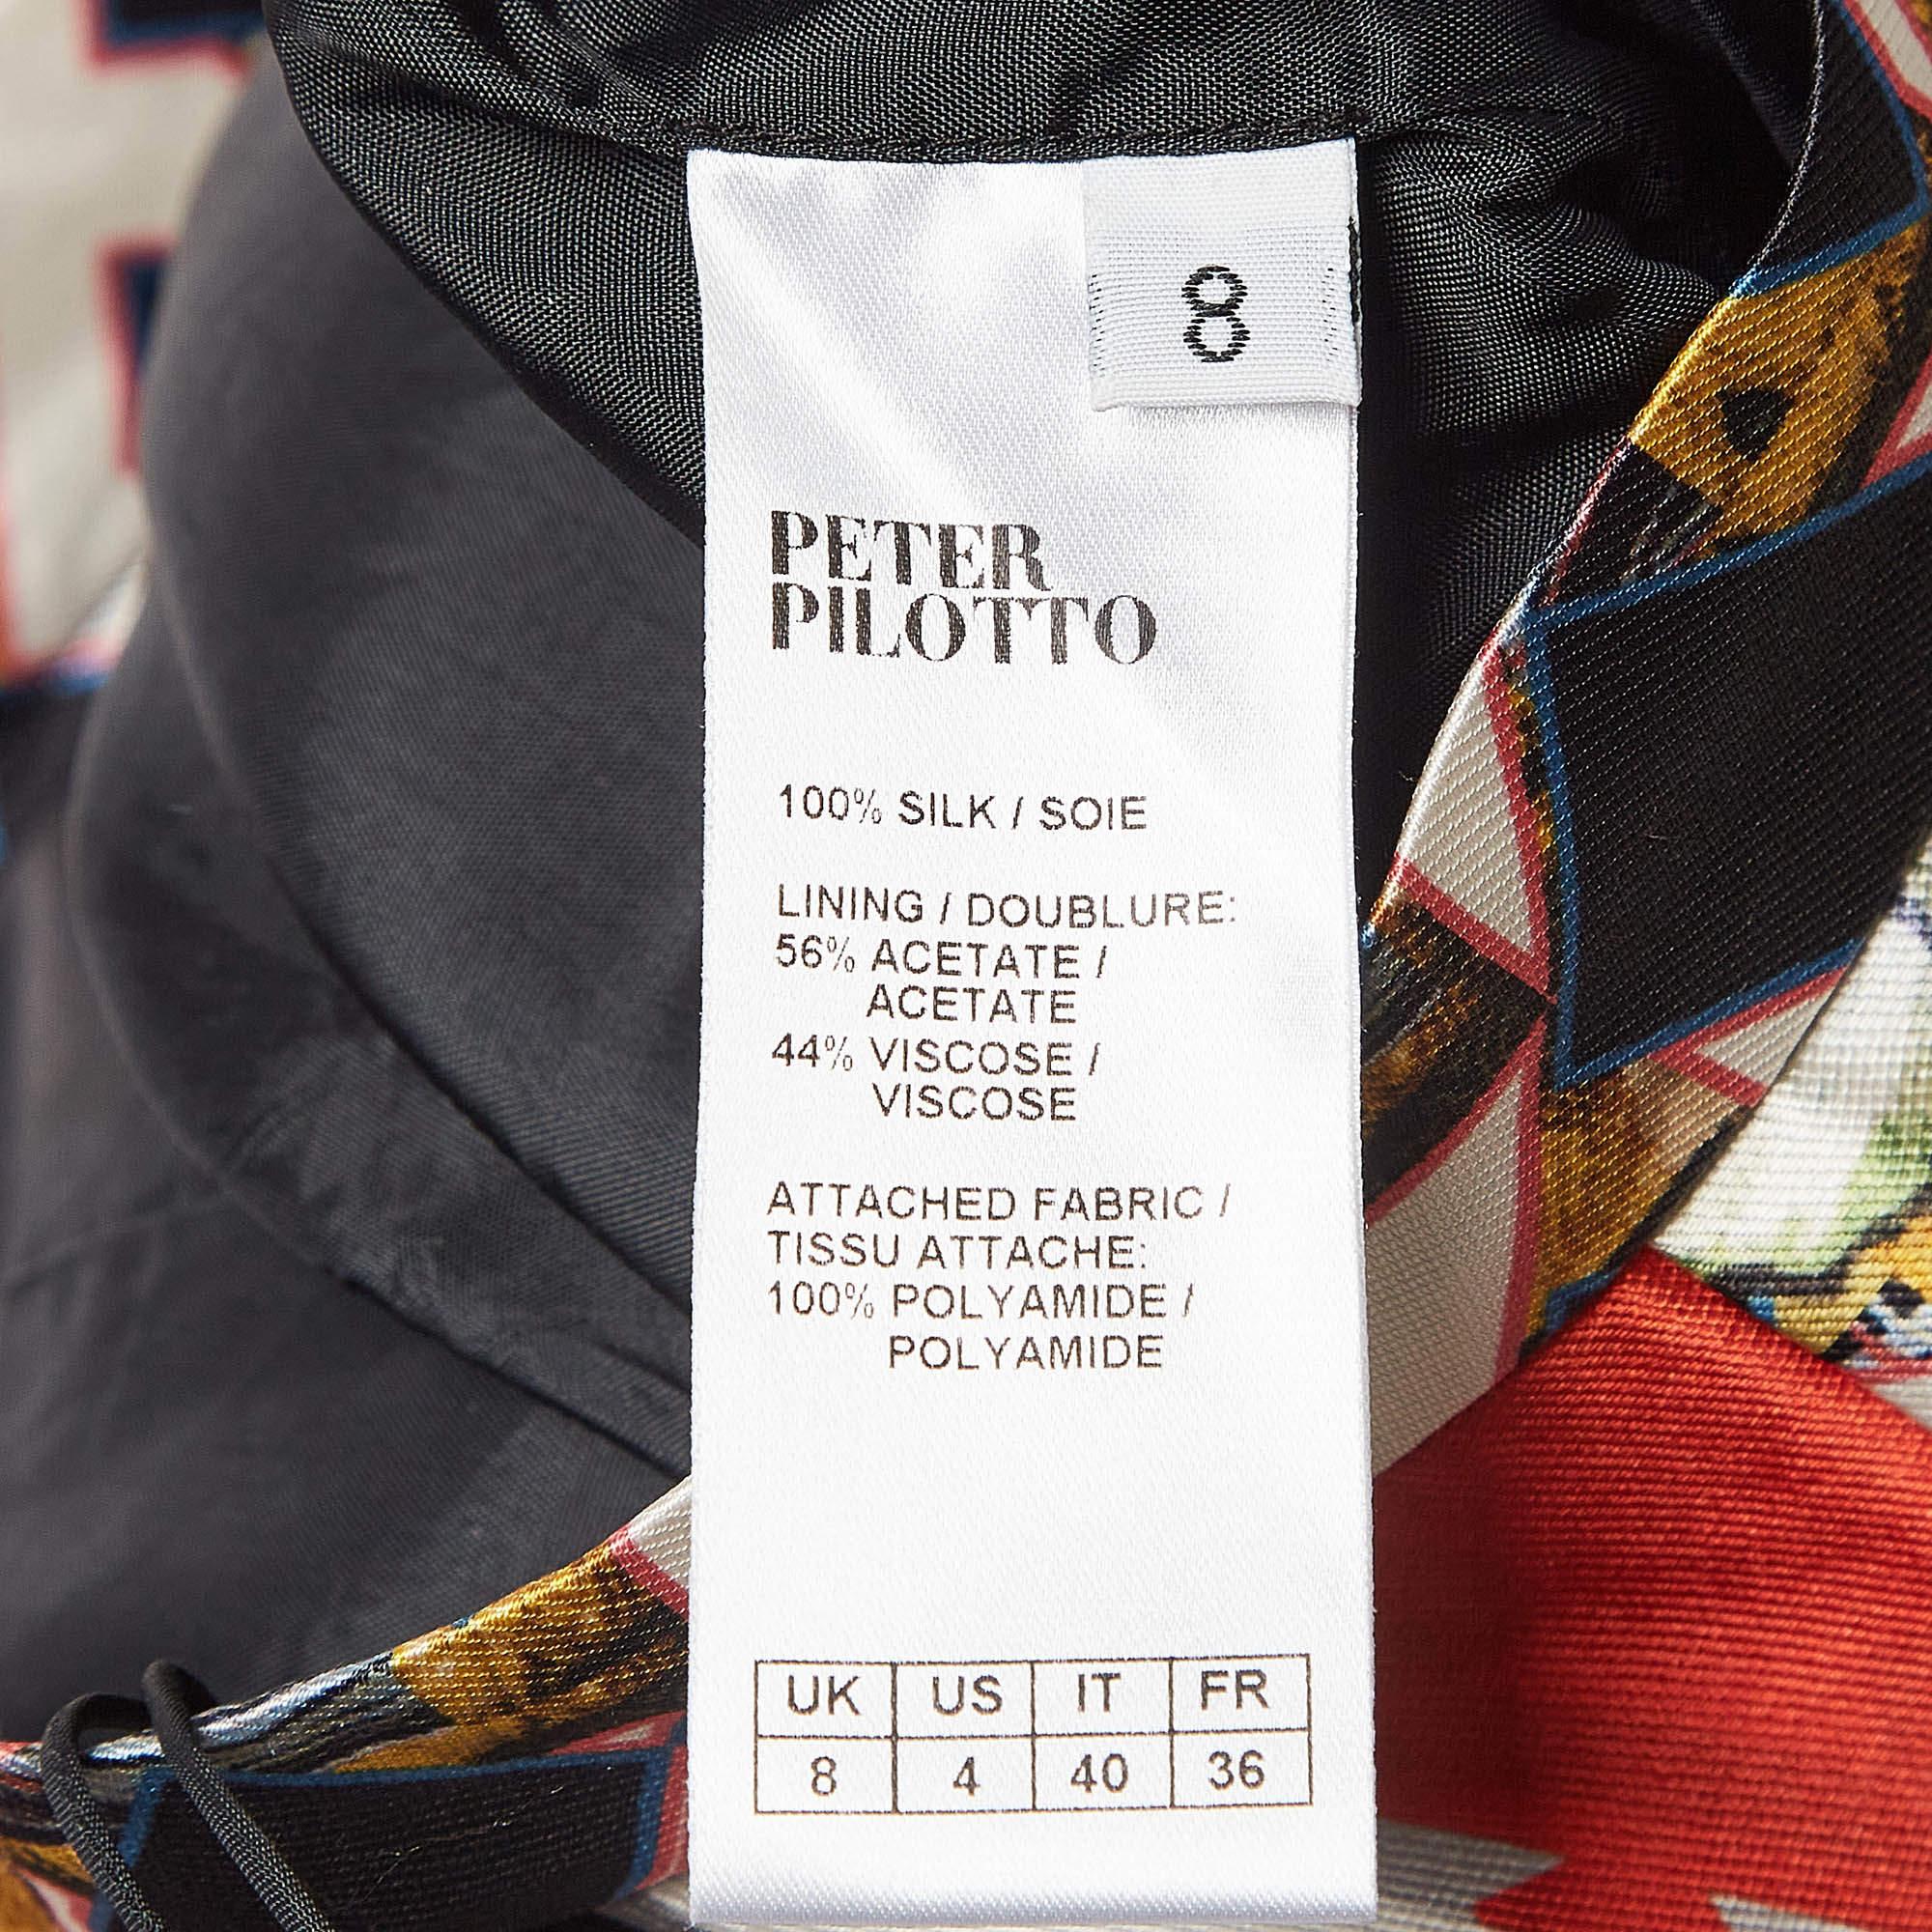 8
PETER
PILOTTO
100% SILK / SOIE
LINING / DOUBLURE:
56% ACETATE /
ACETATE
44% VISCOSE /
VISCOSE
ATTACHED FABRIC /
TISSU ATTACHE:
100% POLYAMIDE /
POLYAMIDE
UK US IT FR
8 4 40 36